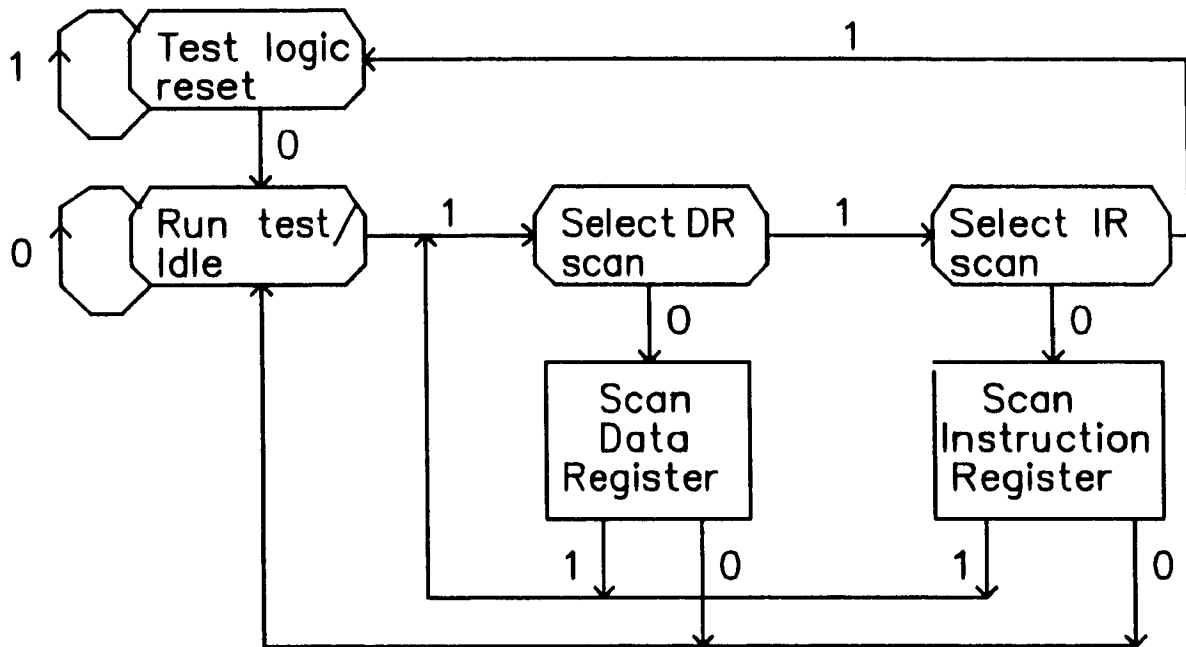 1
Test logic
reset
1
0
0
Run test/
Idle
1
Select DR
scan
1
Select IR
scan
0
0
Scan
Data
Register
Scan
Instruction
Register
1
0
1
0